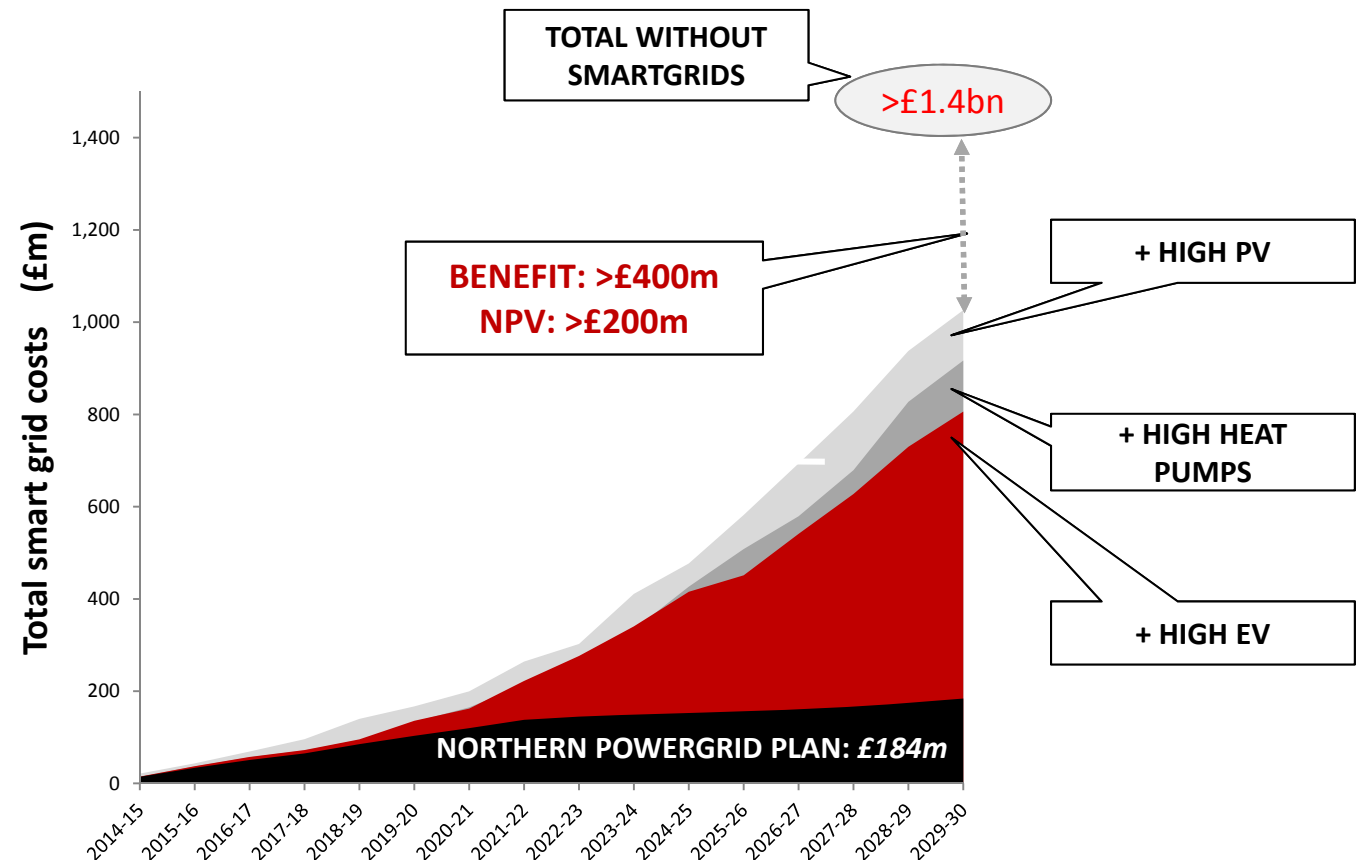 TOTAL WITHOUT
SMARTGRIDS
>£1.4bn
Total smart grid costs (£m)
1,400
1,200
1,000
800
600
400
200
0
BENEFIT: >£400m
NPV: >£200m
+ HIGH PV
+ HIGH HEAT
PUMPS
+ HIGH EV
NORTHERN POWERGRID PLAN: £184m
2014-15
2015-16
2016-17
2017-18
2018-19
2019-20
2020-21
2021-22
2022-23
2023-24
2024-25
2025-26
2026-27
2027-28
2028-29
2029-30